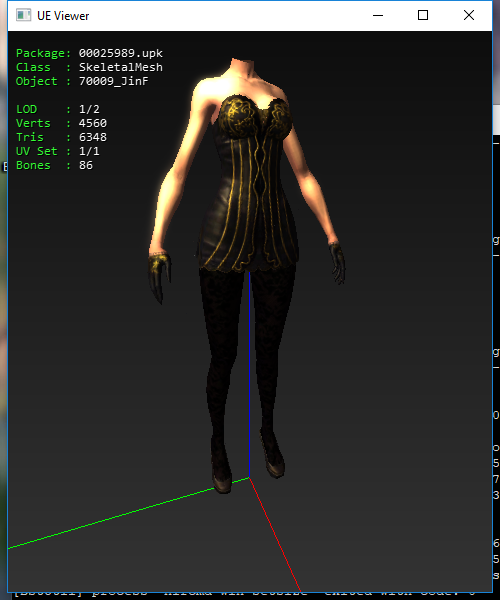 UE Viewer
Package: 00025989.upk
Class : SkeletalMesh
Object : 70009_JinF
LOD : 1/2
Verts : 4560
Tris : 6348
UV Set : 1/1
Bones : 86